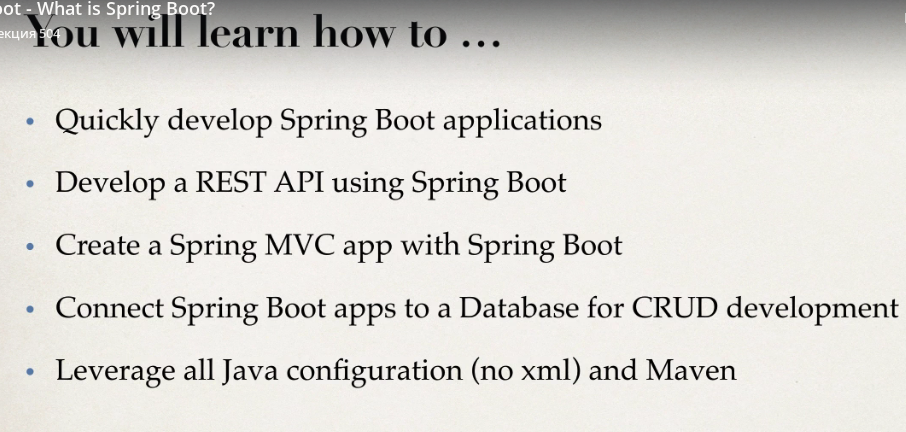 oot - What is Spring Boot?
екция 504
You will learn how to ...
• Quickly develop Spring Boot applications
• Develop a REST API using Spring Boot
• Create a Spring MVC app with Spring Boot
• Connect Spring Boot apps to a Database for CRUD development
• Leverage all Java configuration (no xml) and Maven